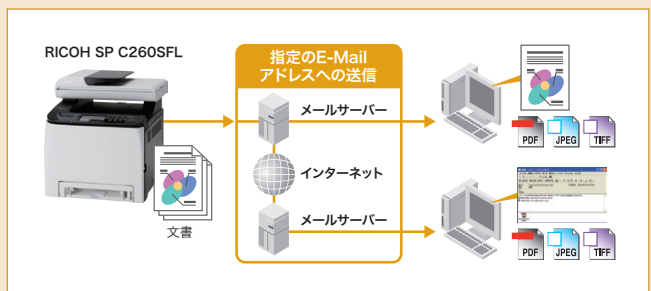 RICOH SP C260SFL
指定のE-Mail
アドレスへの送信
メールサーバー
インターネット
メールサーバー
文書
PDF
JPEG
TIFF
PDF
JPEG
TIFF